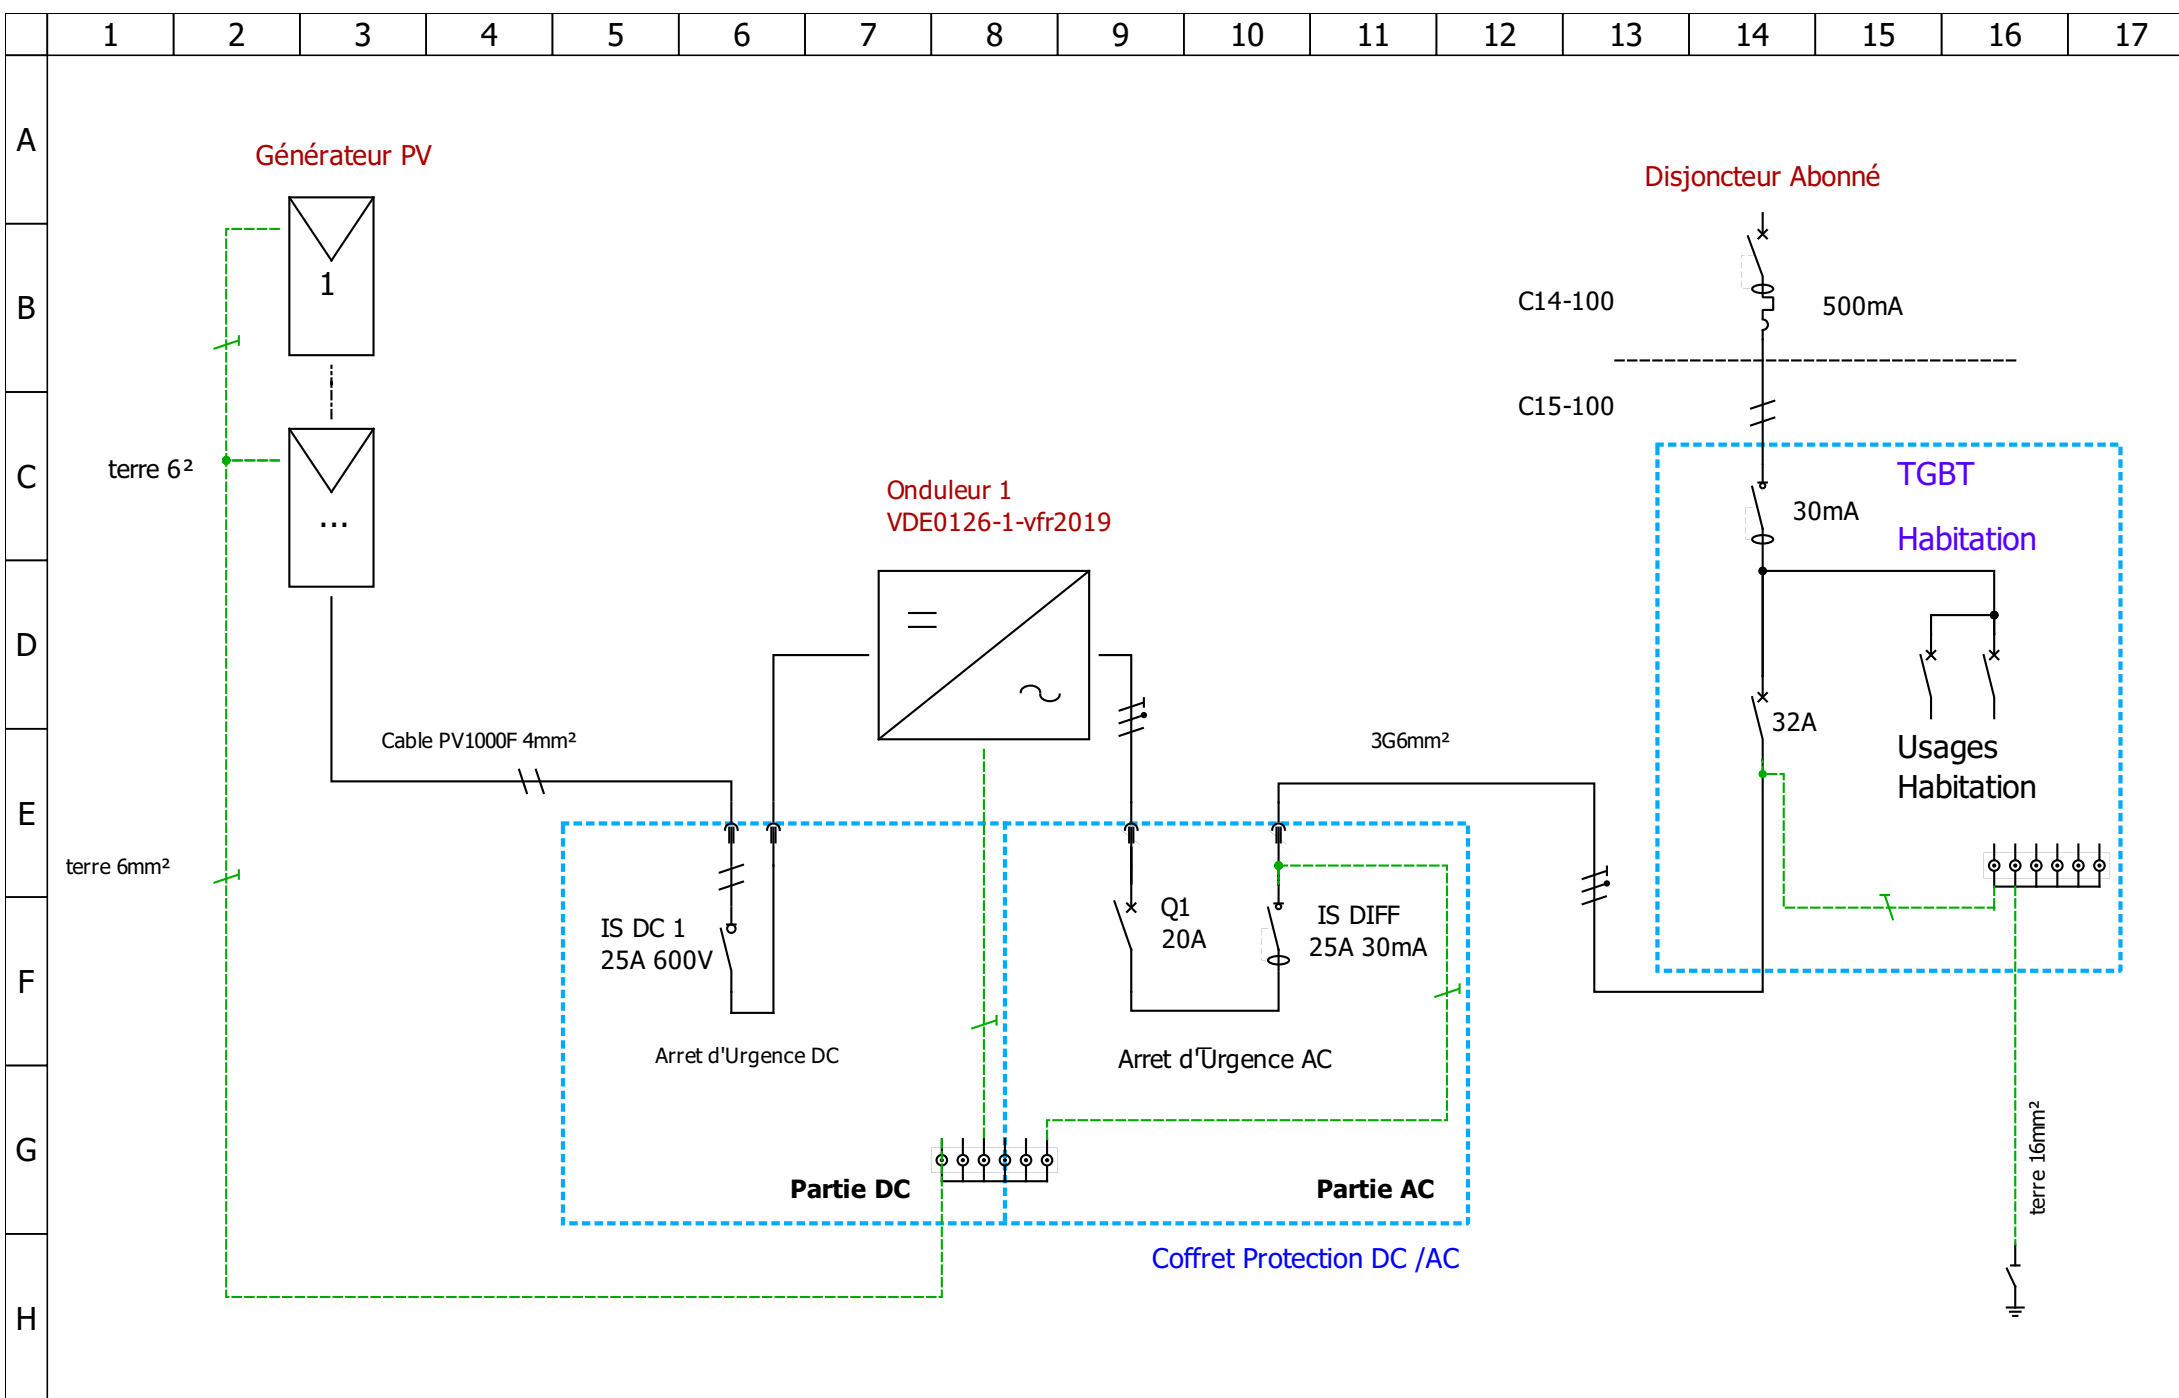 1 2 3 4 5 6 7 8 9 10 11 12 13 14 15 16 17
A
Générateur PV
Disjoncteur Abonné
B
1
C14-100
500mA
C15-100
C
terre 6²
...
Onduleur 1
VDE0126-1-vfr2019
TGBT
30mA
Habitation
D
32A
Cable PV1000F 4mm²
3G6mm²
Usages
Habitation
E
terre 6mm²
IS DC 1
25A 600V
Q1
20A
IS DIFF
25A 30mA
F
Arret d'Urgence DC
Arret d'Urgence AC
G
terre 16mm²
Partie DC
Partie AC
Coffret Protection DC /AC
H